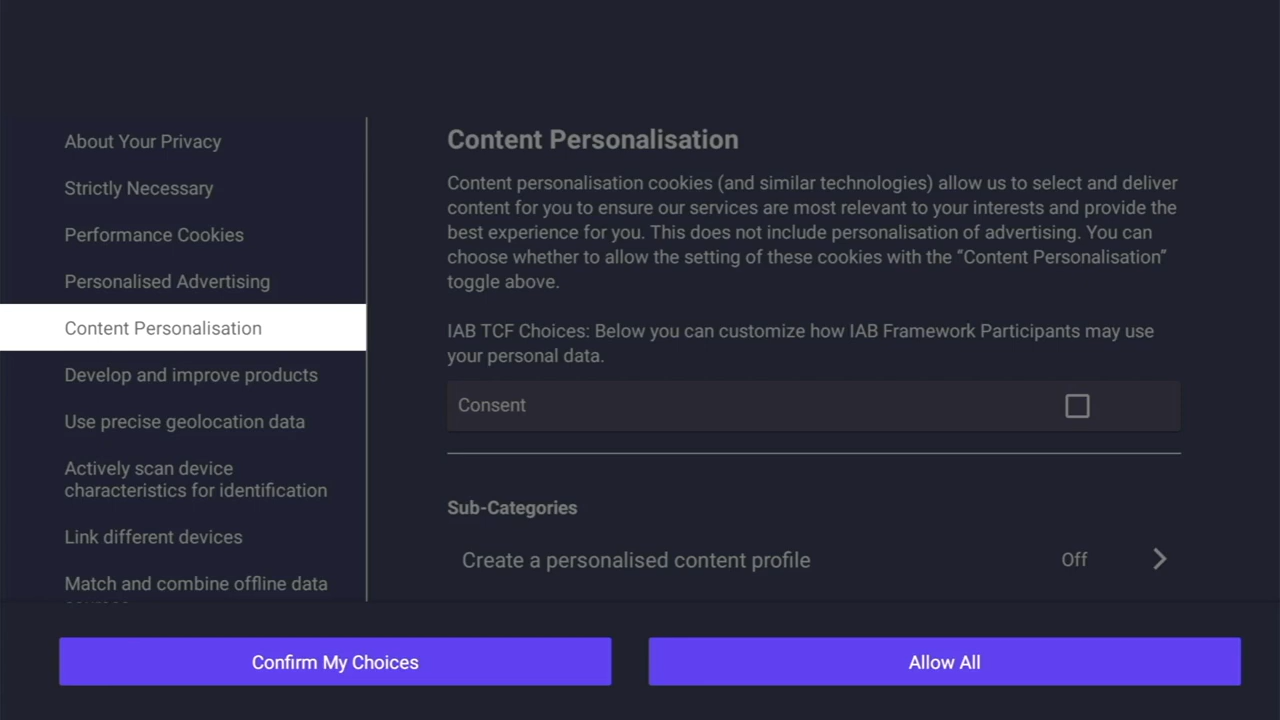 About Your Privacy
Strictly Necessary
Performance Cookies
Personalised Advertising
Content Personalisation
Develop and improve products
Use precise geolocation data
Actively scan device
characteristics for identification
Link different devices
Match and combine offline data
Content Personalisation
Content personalisation cookies (and similar technologies) allow us to select and deliver
content for you to ensure our services are most relevant to your interests and provide the
best experience for you. This does not include personalisation of advertising. You can
choose whether to allow the setting of these cookies with the “Content Personalisation”
toggle above.
IAB TCF Choices: Below you can customize how IAB Framework Participants may use
your personal data.
Consent
Sub-Categories
Create a personalised content profile Off
Confirm My Choices
Allow All